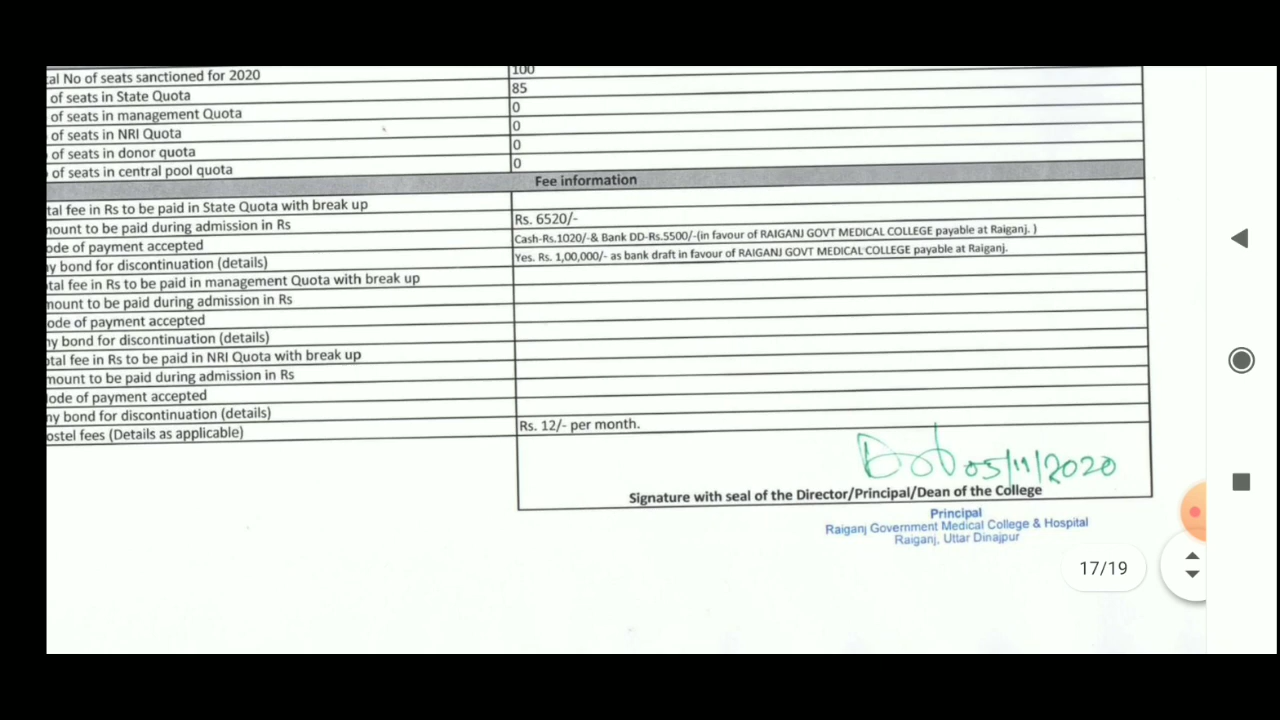 tal No of seats sanctioned for 2020 100
of seats in State Quota 85
of seats in management Quota 0
of seats in NRI Quota 0
of seats in donor quota 0
of seats in central pool quota 0
Fee information
tal fee in Rs to be paid in State Quota with break up
mount to be paid during admission in Rs Rs. 6520/-
ode of payment accepted Cash-Rs.1020/-& Bank DD-Rs.5500/-(in favour of RAIGANJ GOVT MEDICAL COLLEGE payable at Raiganj. )
ny bond for discontinuation (details) Yes. Rs. 1,00,000/- as bank draft in favour of RAIGANJ GOVT MEDICAL COLLEGE payable at Raiganj.
tal fee in Rs to be paid in management Quota with break up
mount to be paid during admission in Rs
ode of payment accepted
ny bond for discontinuation (details)
otal fee in Rs to be paid in NRI Quota with break up
mount to be paid during admission in Rs
lode of payment accepted
ny bond for discontinuation (details)
ostel fees (Details as applicable) Rs. 12/- per month.
05/11/2020
Signature with seal of the Director/Principal/Dean of the College
Principal
Raiganj Government Medical College & Hospital
Raiganj, Uttar Dinajpur
17/19